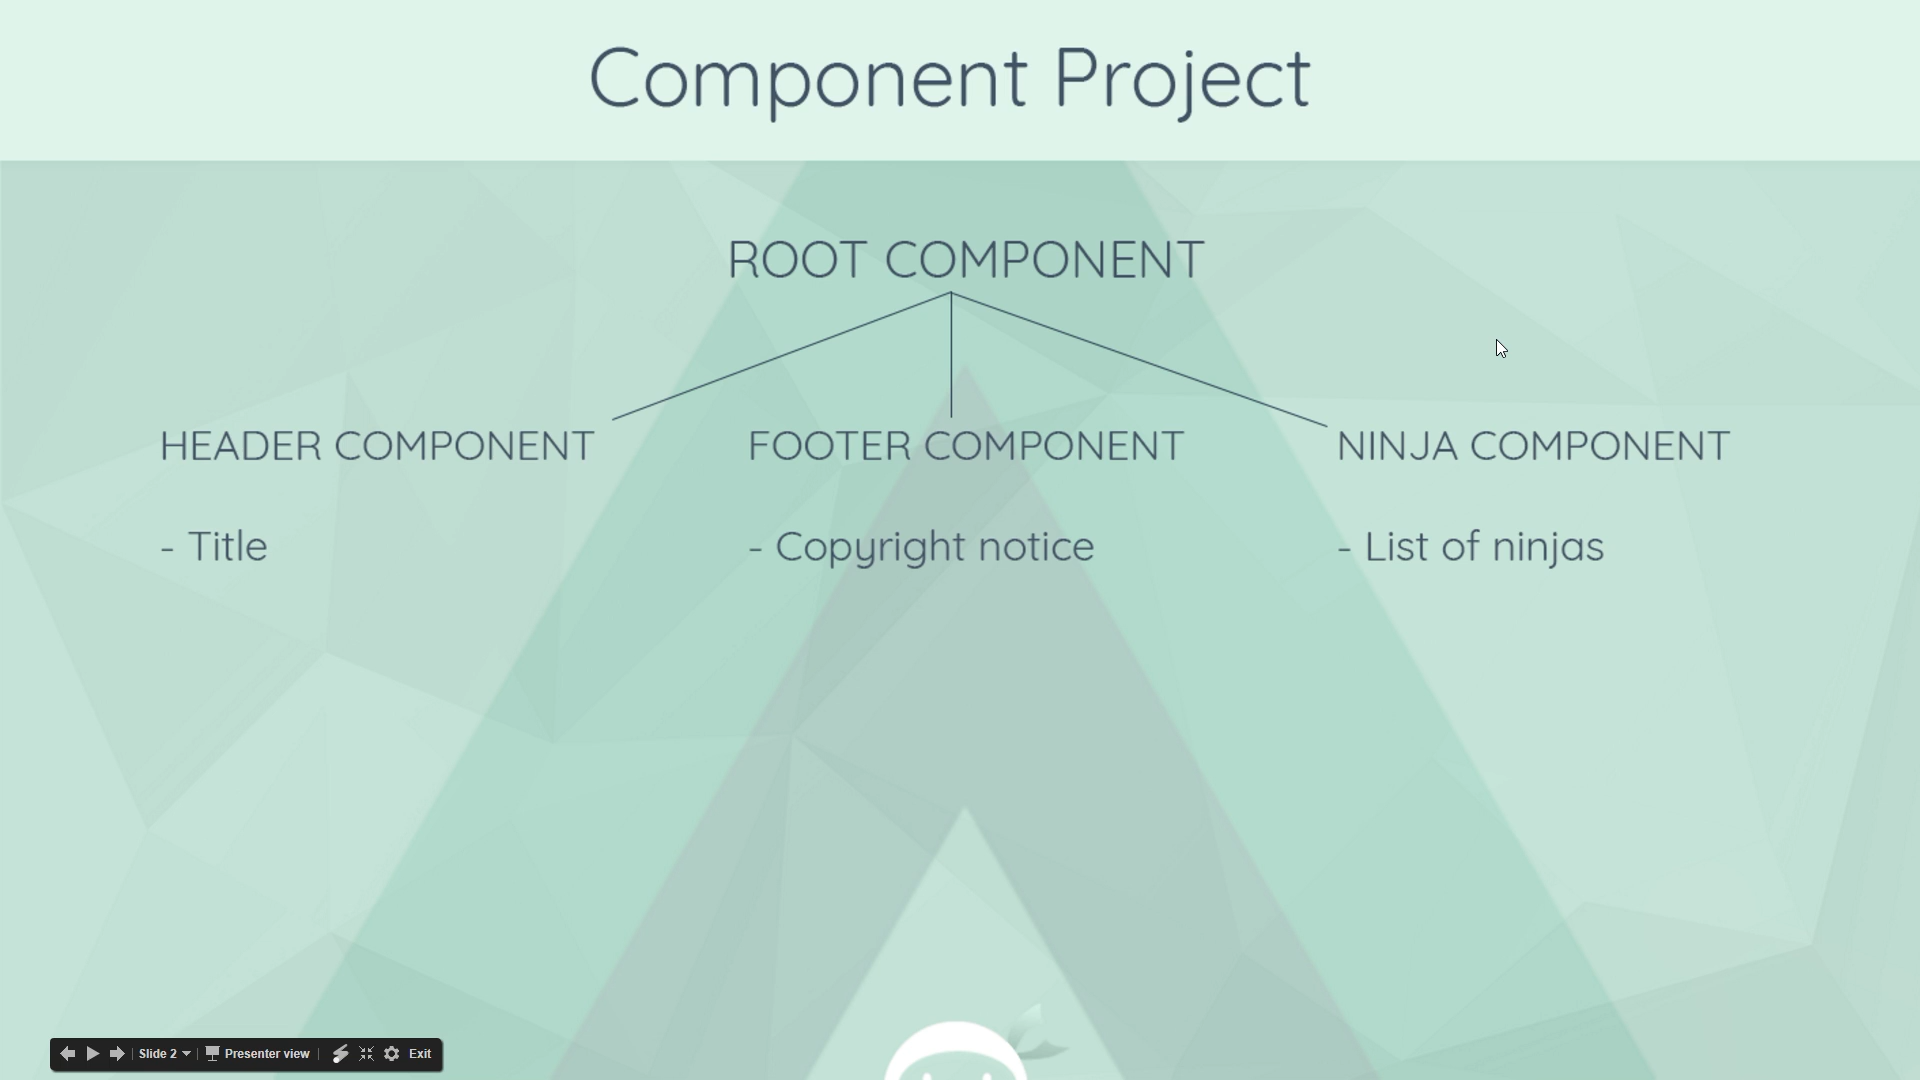 Component Project
ROOT COMPONENT
HEADER COMPONENT
FOOTER COMPONENT
NINJA COMPONENT
- Title
- Copyright notice
- List of ninjas
Slide 2
Presenter view
Exit